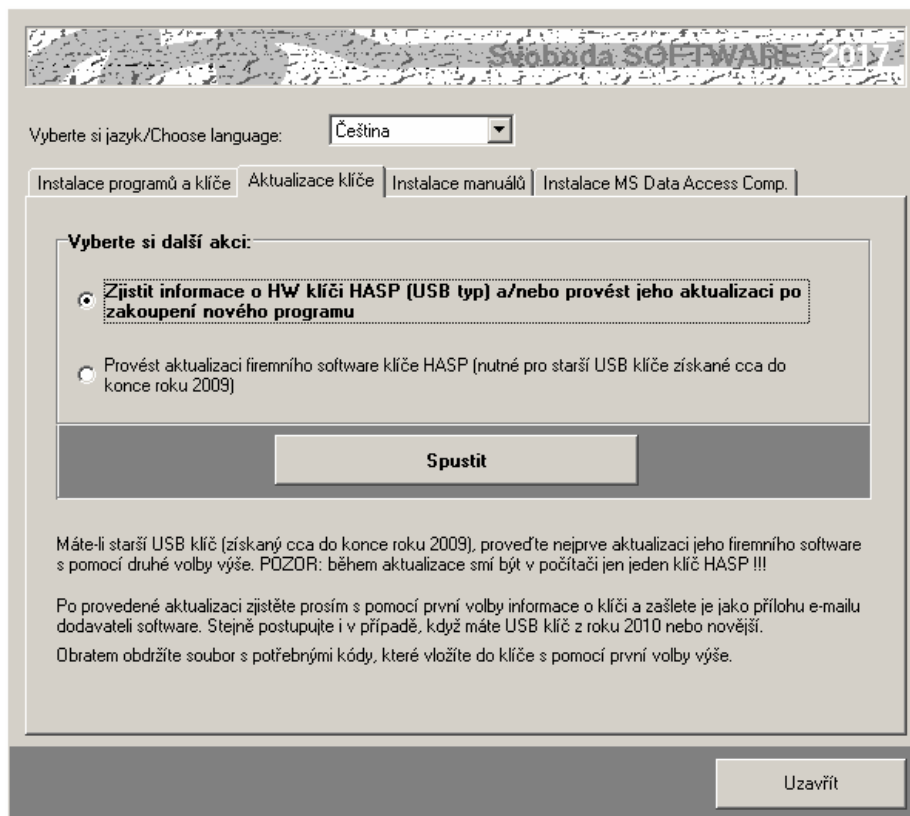 Svoboda SOFTWARE 2017
Vyberte si jazyk/Choose language:
Čeština
Instalace programů a klíče
Aktualizace klíče
Instalace manuálů
Instalace MS Data Access Comp.
Vyberte si další akci:
Zjistit informace o HW klíči HASP (USB typ) a/nebo provést jeho aktualizaci po
zakoupení nového programu
Provést aktualizaci firemního software klíče HASP (nutné pro starší USB klíče získané cca do
konce roku 2009)
Spustit
Máte-li starší USB klíč (získaný cca do konce roku 2009), proveďte nejprve aktualizaci jeho firemního software
s pomocí druhé volby výše. POZOR: během aktualizace smí být v počítači jen jeden klíč HASP !!!
Po provedené aktualizaci zjistěte prosím s pomocí první volby informace o klíči a zašlete je jako přílohu e-mailu
dodavateli software. Stejně postupujte i v případě, když máte USB klíč z roku 2010 nebo novější.
Obratem obdržíte soubor s potřebnými kódy, které vložíte do klíče s pomocí první volby výše.
Uzavřít